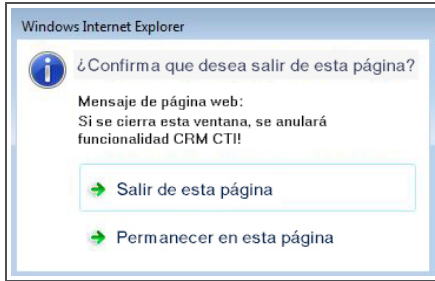 Windows Internet Explorer
¿Confirma que desea salir de esta página?
Mensaje de página web:
Si se cierra esta ventana, se anulará
funcionalidad CRM CTI!
Salir de esta página
Permanecer en esta página